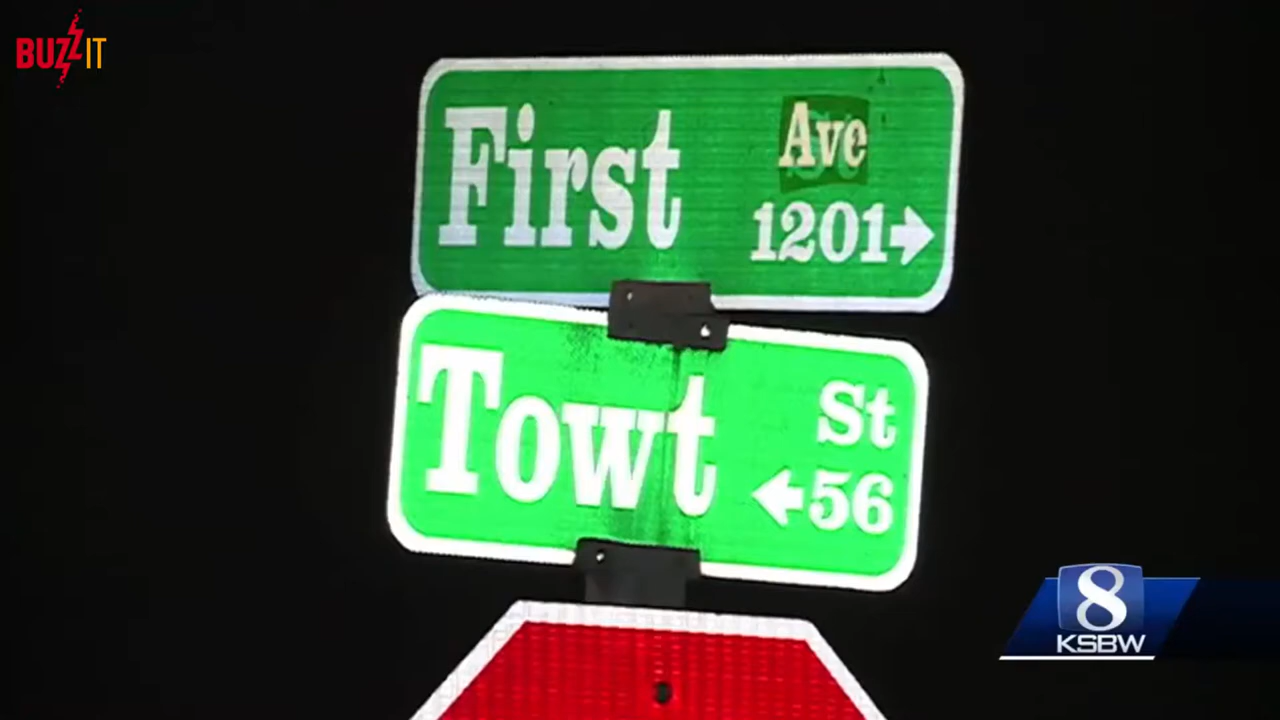 BUZZIT
First Ave
1201→
Towt St
←56
8
KSBW